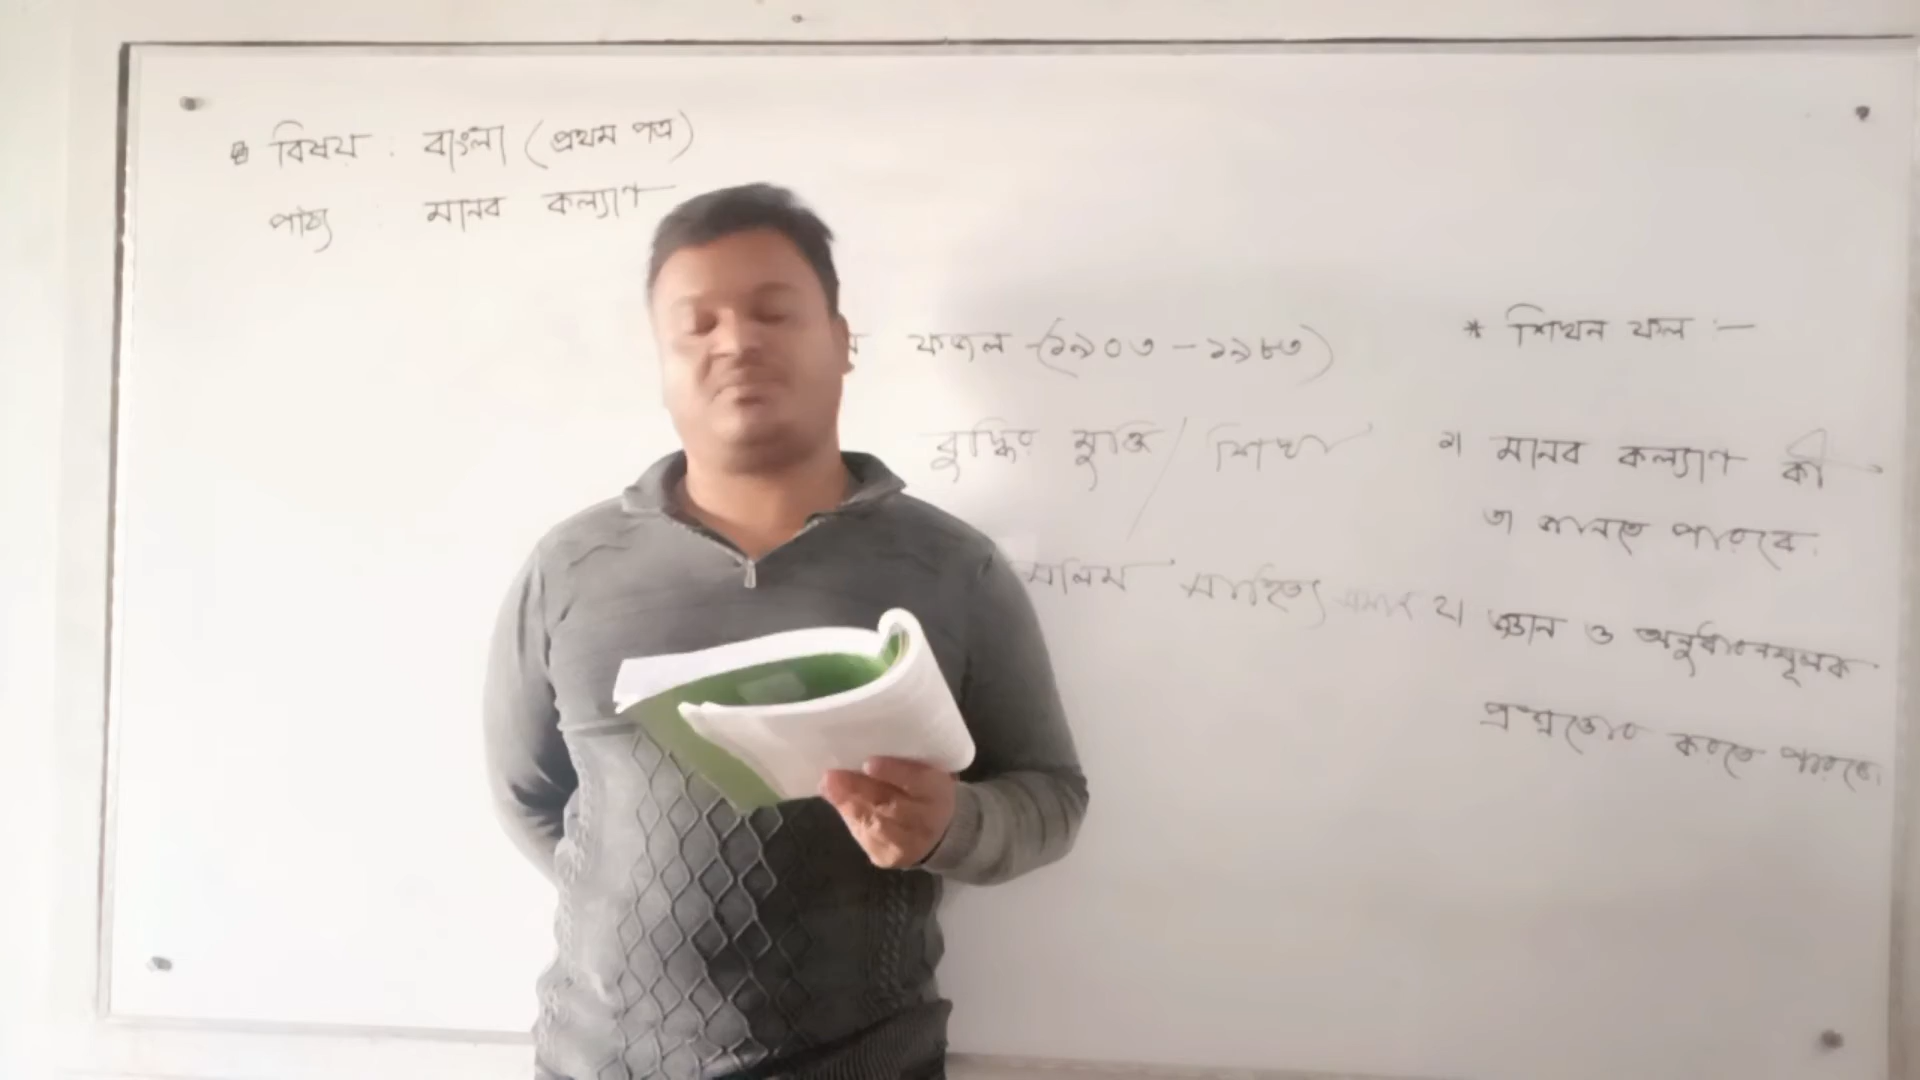 বিষয় : বাংলা (প্রথম পত্র)
পাঠ্য : মানব কল্যাণ
ফজল - (১৯০৩ - ১৯৮৩)
বুদ্ধির মুক্তি / শিখা
সাহিত্য
* শিখন ফল :-
১। মানব কল্যাণ কী
তা জানতে পারবে।
২। জ্ঞান ও অনুধাবনমূলক
প্রশ্নোত্তর করতে পারবে।